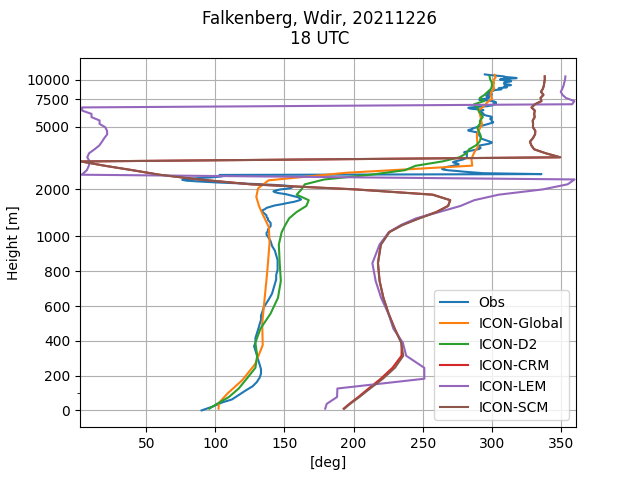 Falkenberg, Wdir, 20211226
18 UTC
Height [m]
10000
7500
5000
2000
1000
800
600
400
200
0
50
100
150
200
250
300
350
[deg]
Obs
ICON-Global
ICON-D2
ICON-CRM
ICON-LEM
ICON-SCM